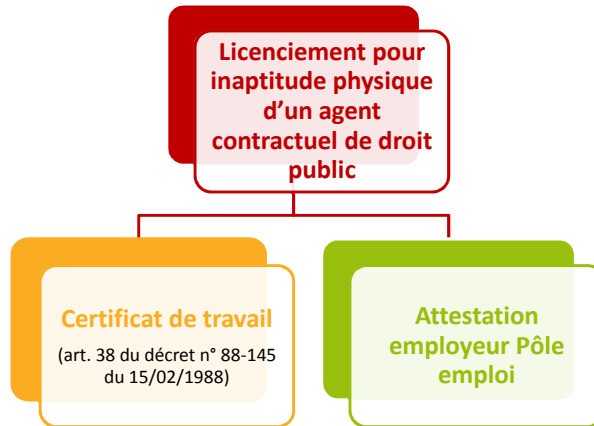 Licenciement pour
inaptitude physique
d’un agent
contractuel de droit
public
Certificat de travail
(art. 38 du décret n° 88-145
du 15/02/1988)
Attestation
employeur Pôle
emploi